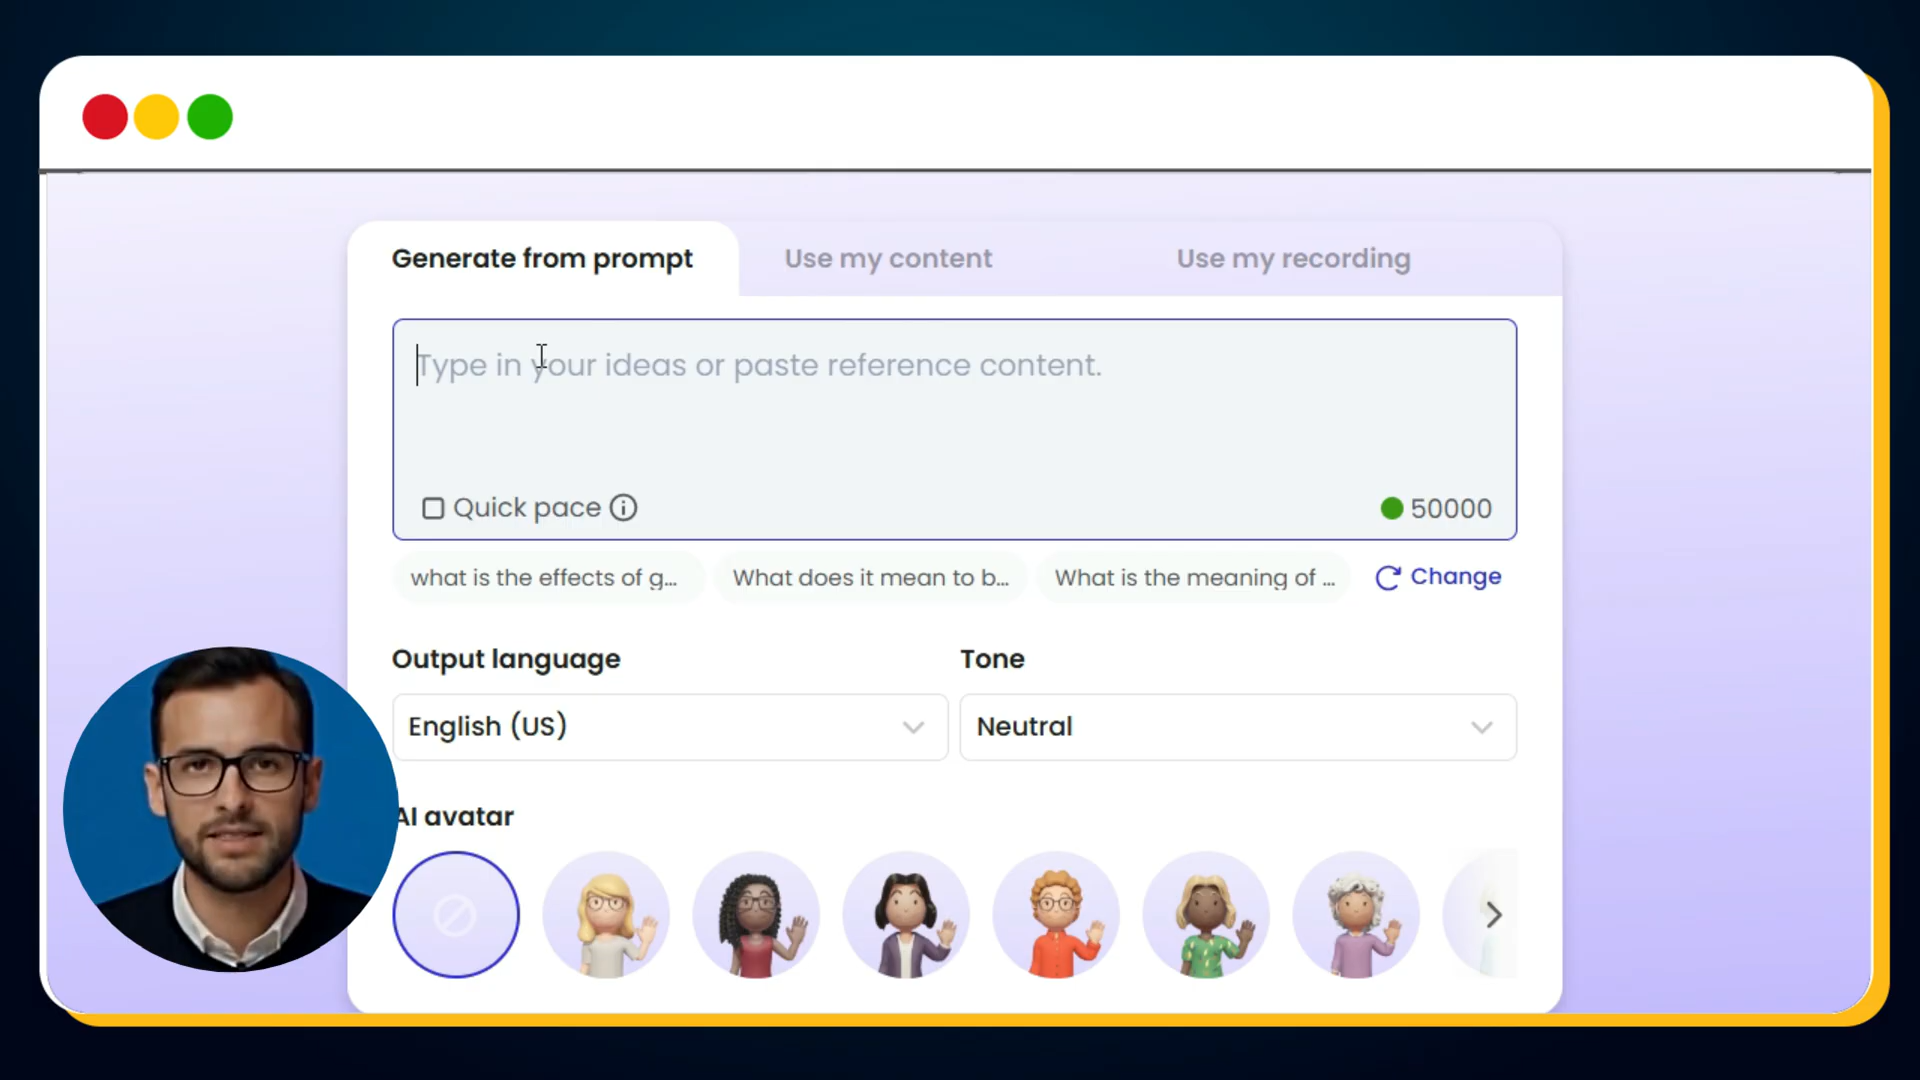 Generate from prompt
Use my content
Use my recording
Type in your ideas or paste reference content.
Quick pace
50000
what is the effects of g...
What does it mean to b...
What is the meaning of ...
Change
Output language
Tone
English (US)
Neutral
AI avatar